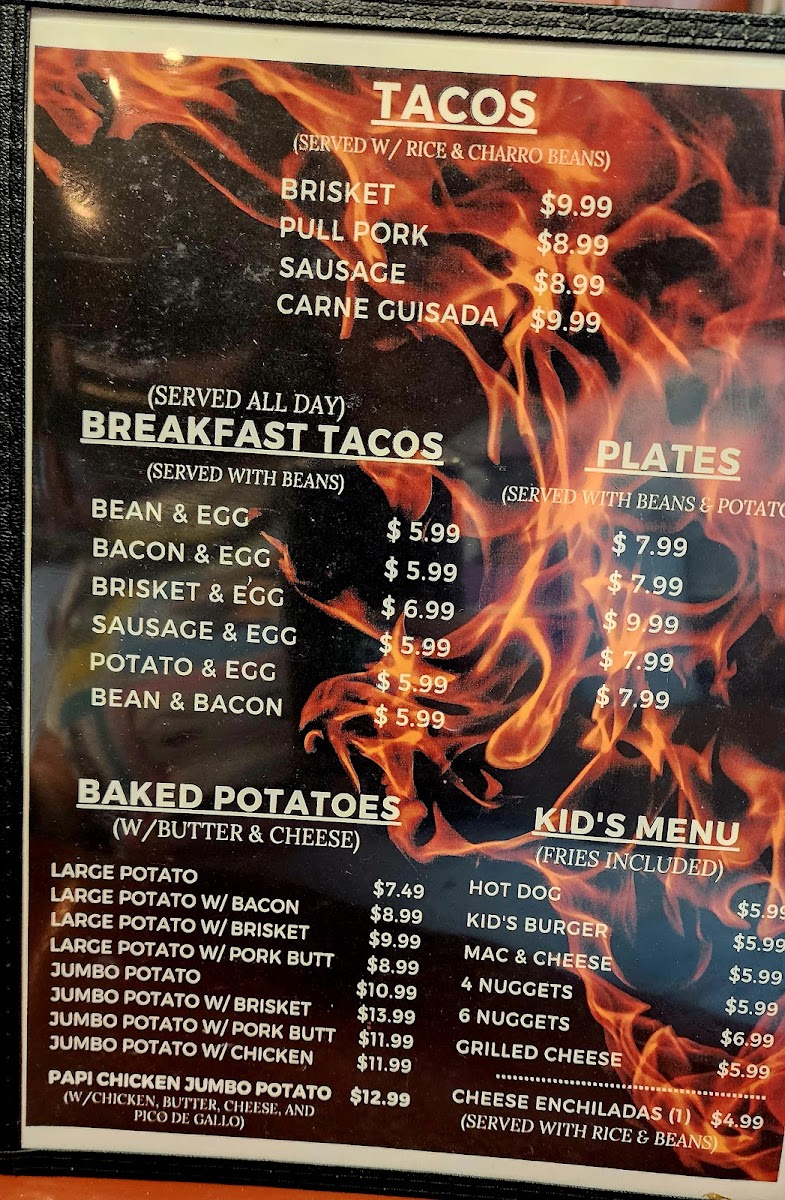 TACOS
(SERVED W/ RICE & CHARRO BEANS)
BRISKET $9.99
PULL PORK $8.99
SAUSAGE $8.99
CARNE GUISADA $9.99
(SERVED ALL DAY)
BREAKFAST TACOS
(SERVED WITH BEANS)
BEAN & EGG $ 5.99
BACON & EGG $ 5.99
BRISKET & EGG $ 6.99
SAUSAGE & EGG $ 5.99
POTATO & EGG $ 5.99
BEAN & BACON $ 5.99
PLATES
(SERVED WITH BEANS & POTATO
$ 7.99
$ 7.99
$ 9.99
$ 7.99
$ 7.99
BAKED POTATOES
(W/BUTTER & CHEESE)
LARGE POTATO $7.49
LARGE POTATO W/ BACON $8.99
LARGE POTATO W/ BRISKET $9.99
LARGE POTATO W/ PORK BUTT $8.99
JUMBO POTATO $10.99
JUMBO POTATO W/ BRISKET $13.99
JUMBO POTATO W/ PORK BUTT $11.99
JUMBO POTATO W/ CHICKEN $11.99
PAPI CHICKEN JUMBO POTATO $12.99
(W/CHICKEN, BUTTER, CHEESE, AND
PICO DE GALLO)
KID'S MENU
(FRIES INCLUDED)
HOT DOG $5.99
KID'S BURGER $5.99
MAC & CHEESE $5.99
4 NUGGETS $5.99
6 NUGGETS $6.99
GRILLED CHEESE $5.99
CHEESE ENCHILADAS (1) $4.99
(SERVED WITH RICE & BEANS)